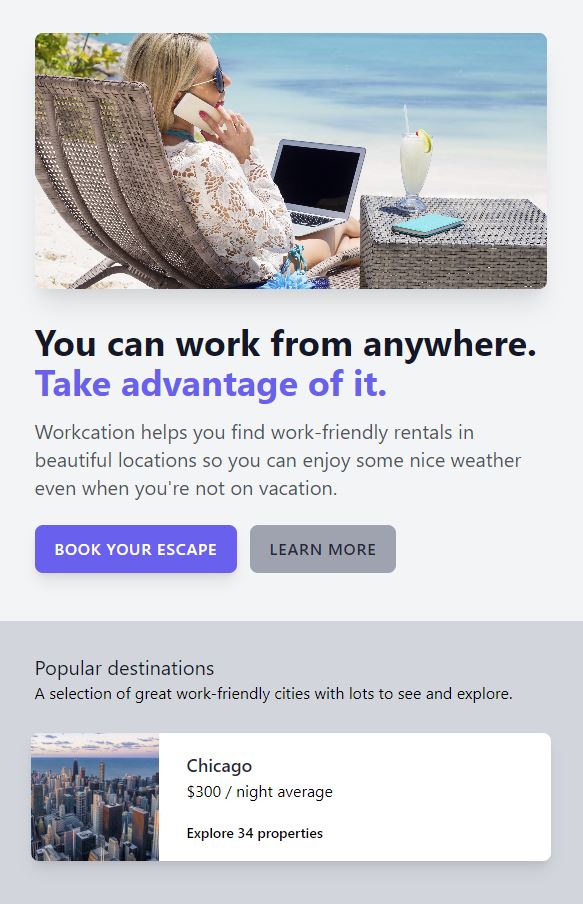 You can work from anywhere.
Take advantage of it.
Workcation helps you find work-friendly rentals in
beautiful locations so you can enjoy some nice weather
even when you're not on vacation.
BOOK YOUR ESCAPE
LEARN MORE
Popular destinations
A selection of great work-friendly cities with lots to see and explore.
Chicago
$300 / night average
Explore 34 properties